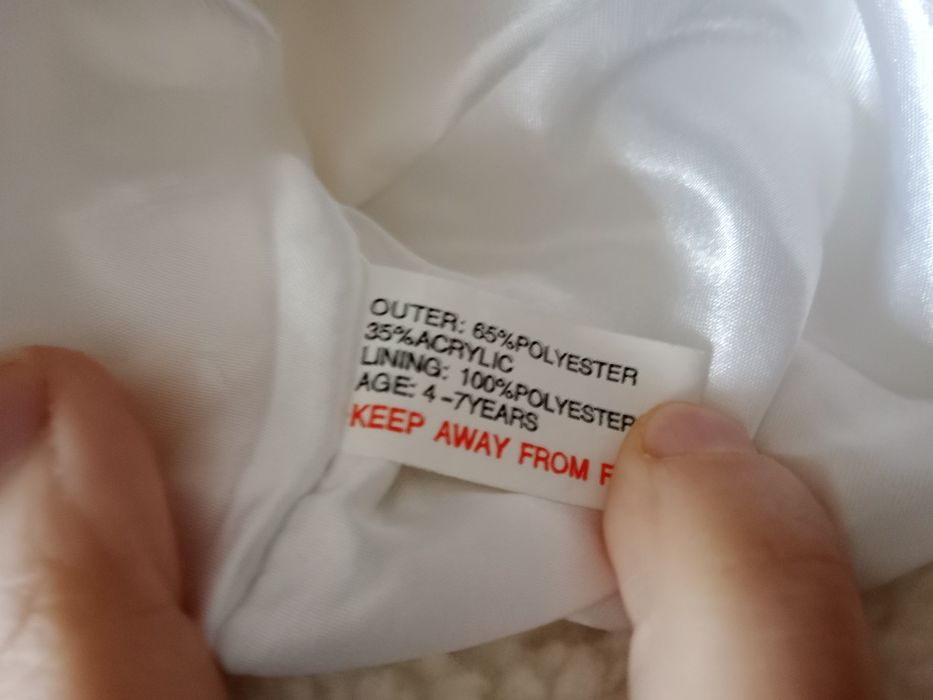 OUTER: 65%POLYESTER
35%ACRYLIC
LINING: 100%POLYESTER
AGE: 4-7YEARS
KEEP AWAY FROM